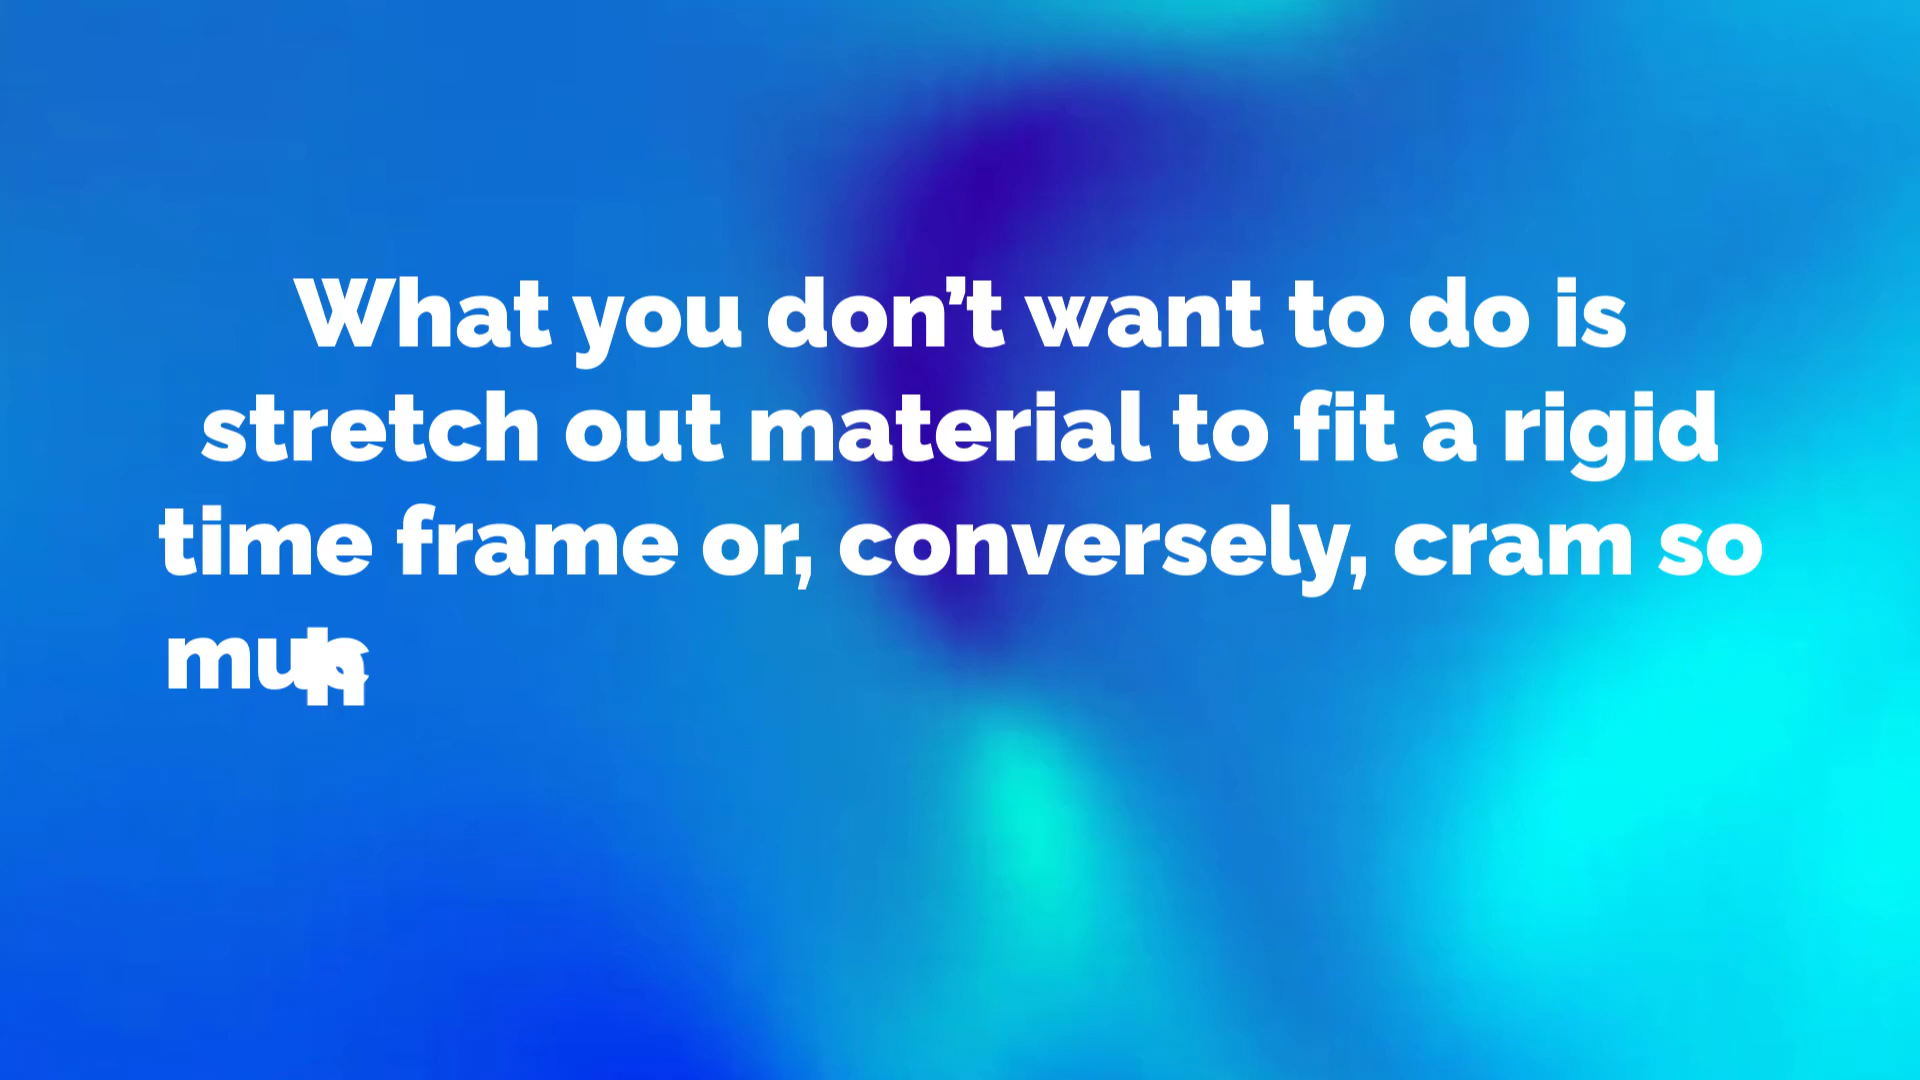 What you don’t want to do is
stretch out material to fit a rigid
time frame or, conversely, cram so
much